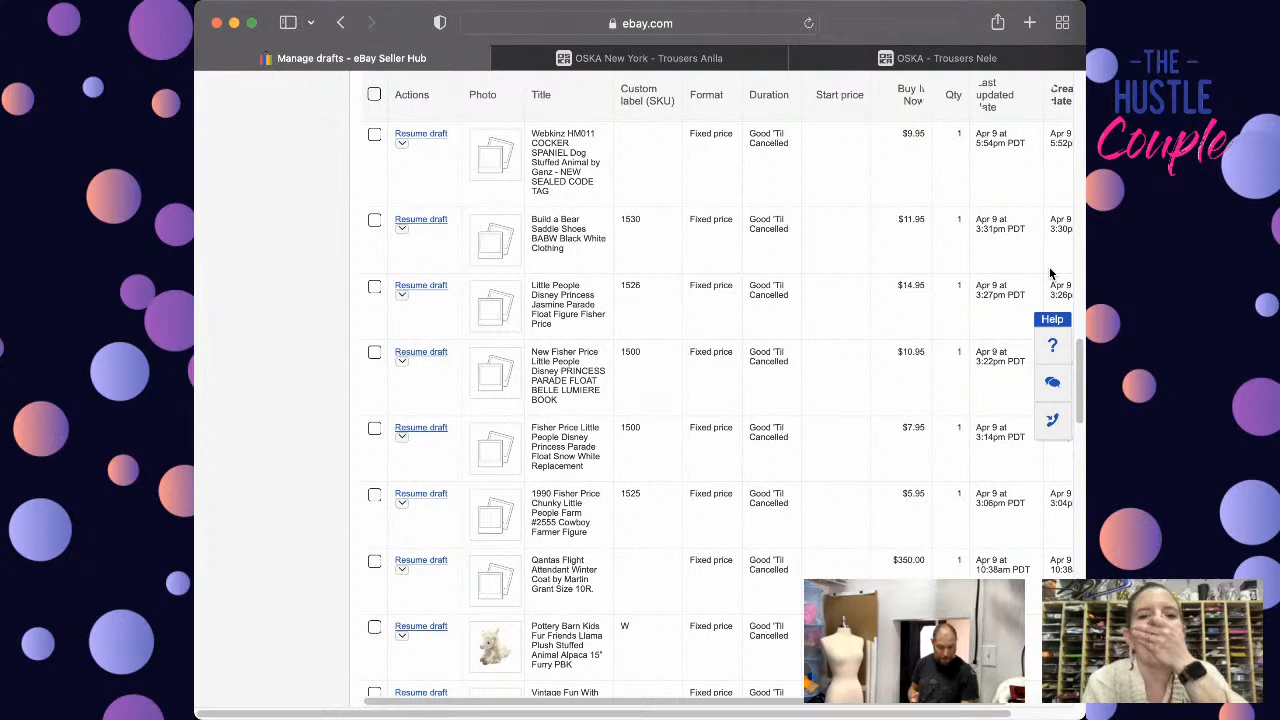 ebay.com
Manage drafts - eBay Seller Hub
OSKA New York - Trousers Anila
OSKA - Trousers Nele
THE
HUSTLE
Couple
Actions
Photo
Title
Custom
label (SKU)
Format
Duration
Start price
Buy It
Now
Qty
Last
updated
date
Resume draft
Webkinz HM011
COCKER
SPANIEL Dog
Stuffed Animal by
Ganz - NEW
SEALED CODE
TAG
Fixed price
Good 'Til
Cancelled
$9.95
1
Apr 9 at
5:54pm PDT
Apr 9
5:52p
Resume draft
Build a Bear
Saddle Shoes
BABW Black White
Clothing
1530
Fixed price
Good 'Til
Cancelled
$11.95
1
Apr 9 at
3:31pm PDT
Apr 9
3:30p
Resume draft
Little People
Disney Princess
Jasmine Parade
Float Figure Fisher
Price
1526
Fixed price
Good 'Til
Cancelled
$14.95
1
Apr 9 at
3:27pm PDT
Apr 9
3:26p
Help
?
Resume draft
New Fisher Price
Little People
Disney PRINCESS
PARADE FLOAT
BELLE LUMIERE
BOOK
1500
Fixed price
Good 'Til
Cancelled
$10.95
1
Apr 9 at
3:22pm PDT
Resume draft
Fisher Price Little
People Disney
Princess Parade
Float Snow White
Replacement
1500
Fixed price
Good 'Til
Cancelled
$7.95
1
Apr 9 at
3:14pm PDT
Resume draft
1990 Fisher Price
Chunky Little
People Farm
#2555 Cowboy
Farmer Figure
1525
Fixed price
Good 'Til
Cancelled
$5.95
1
Apr 9 at
3:06pm PDT
Apr 9
3:04p
Resume draft
Qantas Flight
Attendant Winter
Coat by Martin
Grant Size 10R.
Fixed price
Good 'Til
Cancelled
$350.00
1
Apr 9 at
10:38am PDT
Apr 9
10:38
Resume draft
Pottery Barn Kids
Fur Friends Llama
Plush Stuffed
Animal Alpaca 15"
Furry PBK
W
Fixed price
Good 'Til
Cancelled
Resume draft
Vintage Fun With
Fixed price
Good 'Til